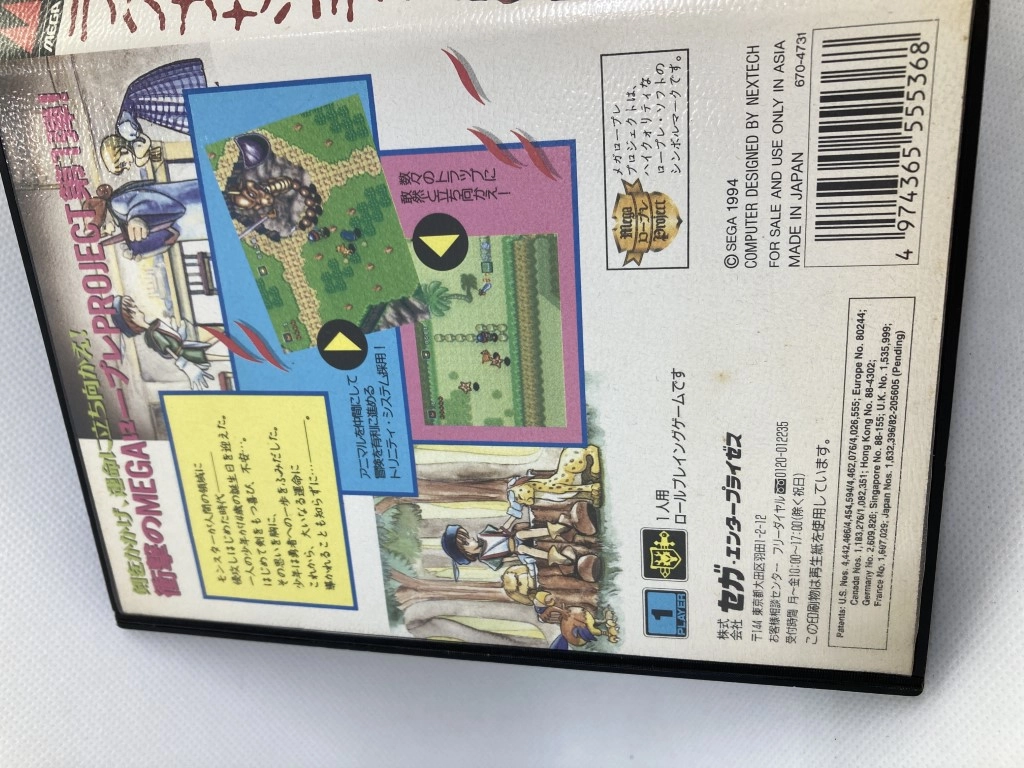 MEGA
剣をかかげ、運命に立ち向かえ!
衝撃のMEGAロープレPROJECT第1弾!
モンスターが人間の領域に
侵攻しはじめた時代――
一人の少年が14歳の誕生日を迎えた。
はじめて剣をもつ喜び、不安…。
その思いを胸に、
少年は勇者への一歩をふみだした。
これから、大いなる運命に
導かれることも知らずに……――。
アニマルを仲間にして
冒険を有利に進める
トリニティ・システム採用!
数々のトラップに
敢然と立ち向かえ!
Mega
ロープレ
Project
メガロープレ
プロジェクトは、
ハイクオリティな
ロープレ・ソフトの
シンボルマークです。
1
PLAYER
1人用
ロールプレイングゲームです
©SEGA 1994
COMPUTER DESIGNED BY NEXTECH
FOR SALE AND USE ONLY IN ASIA
MADE IN JAPAN
670-4731
4 974365 555368
株式会社 セガ・エンタープライゼス
〒144 東京都大田区羽田1-2-12
お客様相談センター フリーダイヤル 0120-012235
受付時間 月~金10:00~17:00(除く祝日)
この印刷物は再生紙を使用しています。
Patents: U.S. Nos. 4,442,486/4,454,594/4,462,076/4,026,555; Europe No. 80244;
Canada Nos. 1,183,276/1,082,351; Hong Kong No. 88-4302;
Germany No. 2,609,826; Singapore No. 88-155; U.K. No. 1,535,999;
France No. 1,607,029; Japan Nos. 1,632,396/82-205605 (Pending)